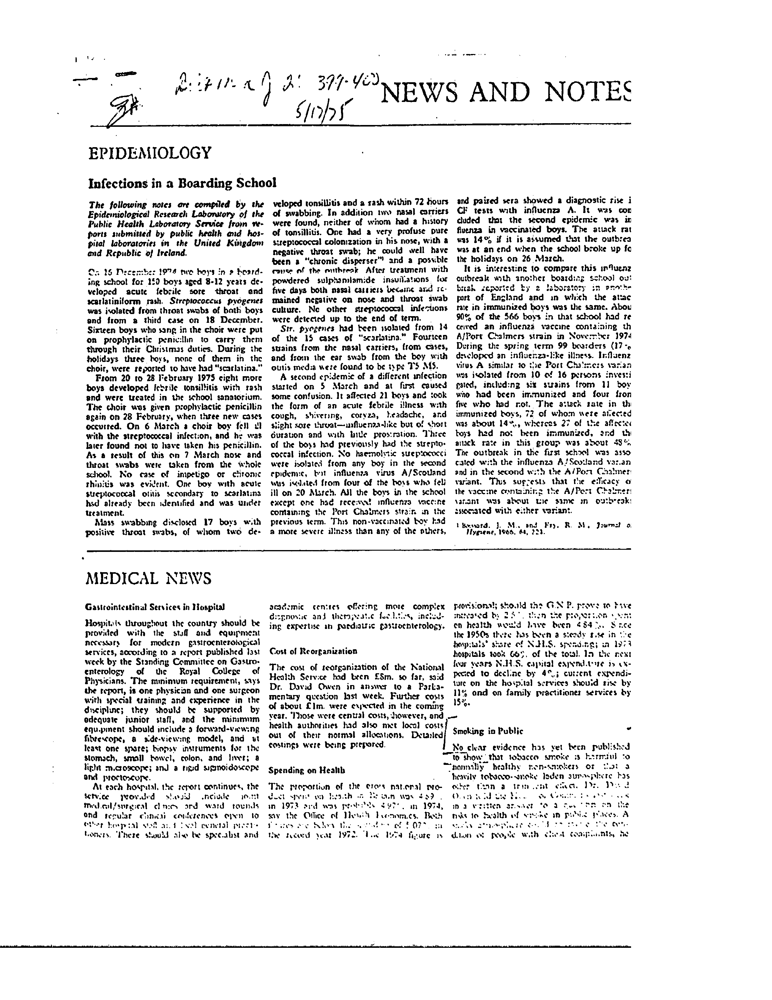 399-400
5/17/75
NEWS AND NOTES
EPIDEMIOLOGY
Infections in a Boarding School
The following notes are compiled by the
Epidemiological Research Laboratory of the
Public Health Laboratory Service from re-
ports submitted by public health and hos-
pital laboratories in the United Kingdom
and Republic of Ireland.
On 16 December 1974 two boys in a board-
ing school for 150 boys aged 8-12 years de-
veloped acute febrile sore throat and
scarlatiniform rash. Streptococcus pyogenes
was isolated from throat swabs of both boys
and from a third case on 18 December.
Sixteen boys who sang in the choir were put
on prophylactic penicillin to carry them
through their Christmas duties. During the
holidays three boys, none of them in the
choir, were reported to have had "scarlatina."
From 20 to 28 February 1975 eight more
boys developed febrile tonsillitis with rash
and were treated in the school sanatorium.
The choir was given prophylactic penicillin
again on 28 February, when three new cases
occurred. On 6 March a choir boy fell ill
with the streptococcal infection, and he was
later found not to have taken his penicillin.
As a result of this on 7 March nose and
throat swabs were taken from the whole
school. No case of impetigo or chronic
rhinitis was evident. One boy with acute
streptococcal otitis secondary to scarlatina
had already been identified and was under
treatment.
Mass swabbing disclosed 17 boys with
positive throat swabs, of whom two de-
veloped tonsillitis and a rash within 72 hours
of swabbing. In addition two nasal carriers
were found, neither of whom had a history
of tonsillitis. One had a very profuse pure
streptococcal colonization in his nose, with a
negative throat swab; he could well have
been a "chronic disperser" and a possible
cause of the outbreak. After treatment with
powdered sulphanilamide insufflations for
five days both nasal carriers became and re-
mained negative on nose and throat swab
culture. No other streptococcal infections
were detected up to the end of term.
Str. pyogenes had been isolated from 14
of the 15 cases of "scarlatina." Fourteen
strains from the nasal carriers, from cases,
and from the ear swab from the boy with
otitis media were found to be type T5 M5.
A second epidemic of a different infection
started on 5 March and at first caused
some confusion. It affected 21 boys and took
the form of an acute febrile illness with
cough, shivering, coryza, headache, and
slight sore throat—influenza-like but of short
duration and with little prostration. Three
of the boys had previously had the strepto-
coccal infection. No haemolytic streptococci
were isolated from any boy in the second
epidemic, but influenza virus A/Scotland
was isolated from four of the boys who fell
ill on 20 March. All the boys in the school
except one had received influenza vaccine
containing the Port Chalmers strain in the
previous term. This non-vaccinated boy had
a more severe illness than any of the others,
and paired sera showed a diagnostic rise i
CF tests with influenza A. It was con
cluded that the second epidemic was in
fluenza in vaccinated boys. The attack rat
was 14% if it is assumed that the outbrea
was at an end when the school broke up fo
the holidays on 26 March.
It is interesting to compare this influenz
outbreak with another boarding school out
break reported by a laboratory in anothe
part of England and in which the attac
rate in immunized boys was the same. Abou
90% of the 566 boys in that school had re
ceived an influenza vaccine containing th
A/Port Chalmers strain in November 1974
During the spring term 99 boarders (17
developed an influenza-like illness. Influenz
virus A similar to the Port Chalmers varian
was isolated from 10 of 16 persons investi
gated, including six strains from 11 boy
who had been immunized and four from
five who had not. The attack rate in th
immunized boys, 72 of whom were affected
was about 14%, whereas 27 of the affected
boys had not been immunized, and th
attack rate in this group was about 48%
The outbreak in the first school was asso
ciated with the influenza A/Scotland variant
and in the second with the A/Port Chalmers
variant. This suggests that the efficacy o
the vaccine containing the A/Port Chalmers
variant was about the same in outbreaks
associated with either variant.
J. M., and Fry, R. M., Journal o
Hygiene, 1966, 64,
MEDICAL NEWS
Gastrointestinal Services in Hospital
Hospitals throughout the country should be
provided with the staff and equipment
necessary for modern gastroenterological
services, according to a report published last
week by the Standing Committee on Gastro-
enterology of the Royal College of
Physicians. The minimum requirement, says
the report, is one physician and one surgeon
with special training and experience in the
discipline; they should be supported by
adequate junior staff, and the minimum
equipment should include a forward-viewing
fibrescope, a side-viewing model, and at
least one spare; biopsy instruments for the
stomach, small bowel, colon, and liver; a
light microscope; and a rigid sigmoidoscope
and proctoscope.
At each hospital, the report continues, the
service provided should include joint
medical/surgical clinics and ward rounds
and regular clinical conferences open to
other hospital staff and local general practi-
tioners. There should also be specialist and
academic centres offering more complex
diagnostic and therapeutic facilities, includ-
ing expertise in paediatric gastroenterology.
Cost of Reorganization
The cost of reorganization of the National
Health Service had been £8m. so far, said
Dr. David Owen in answer to a Parlia-
mentary question last week. Further costs
of about £1m. were expected in the coming
year. Those were central costs, however, and
health authorities had also met local costs
out of their normal allocations. Detailed
costings were being prepared.
Spending on Health
The proportion of the gross national pro-
duct spent on health in Britain was
in 1973 and was probably in 1974,
say the Office of Health Economics. Both
figures are below the
the record year 1972. The 1974 figure is
provisional; should the G.N.P. prove to have
increased by then the proportion spent
on health would have been 4·84%. Since
the 1950s there has been a steady rise in the
hospitals' share of N.H.S. spending; in 1973
hospitals took 66% of the total. In the next
four years N.H.S. capital expenditure is ex-
pected to decline by 4%; current expendi-
ture on the hospital services should rise by
11% and on family practitioner services by
15%.
Smoking in Public
No clear evidence has yet been published
to show that tobacco smoke is harmful to
normally healthy non-smokers or that a
heavily tobacco-smoke laden atmosphere has
other than a transient effect, Dr. David
Owen told the
in a written answer to a question on the
risks to health of smoke in public places. A
smoky atmosphere could the con-
dition of people with chest complaints, he